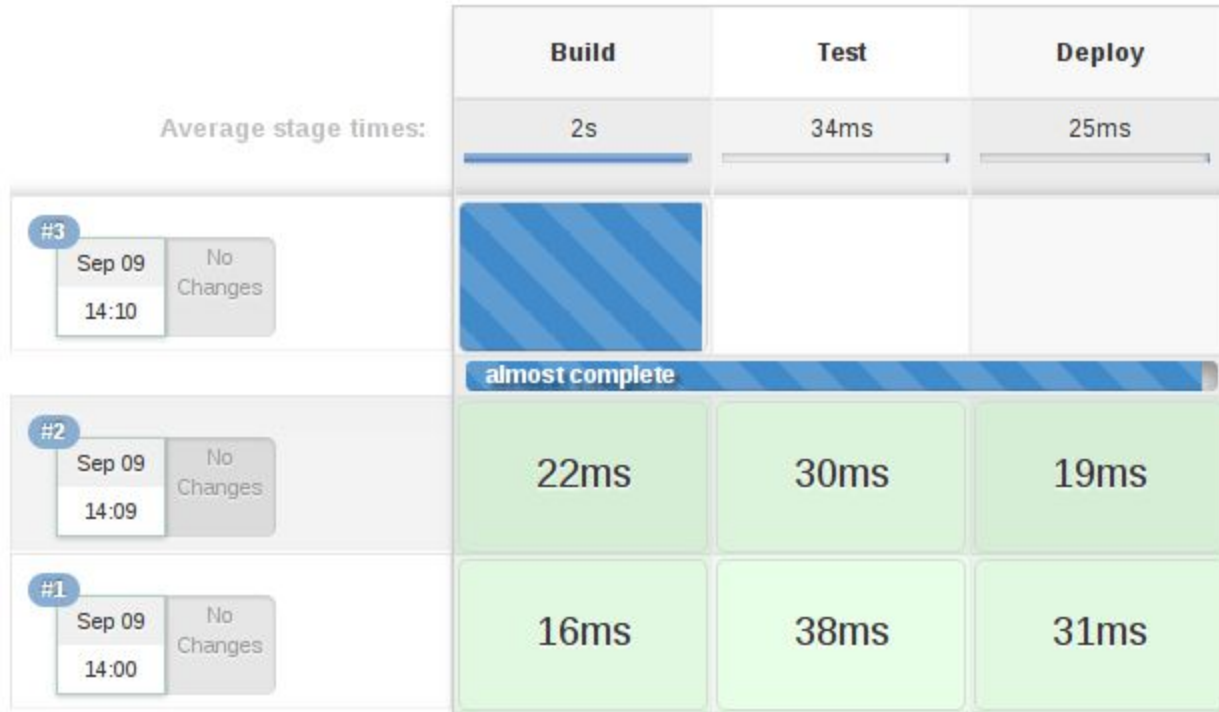 Build Test Deploy
Average stage times: 2s 34ms 25ms
#3
Sep 09 No
Changes
14:10
almost complete
#2
Sep 09 No
Changes
14:09
22ms 30ms 19ms
#1
Sep 09 No
Changes
14:00
16ms 38ms 31ms